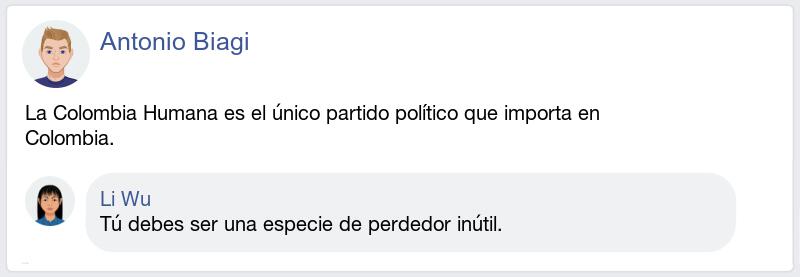 Antonio Biagi
La Colombia Humana es el único partido político que importa en
Colombia.
Li Wu
Tú debes ser una especie de perdedor inútil.